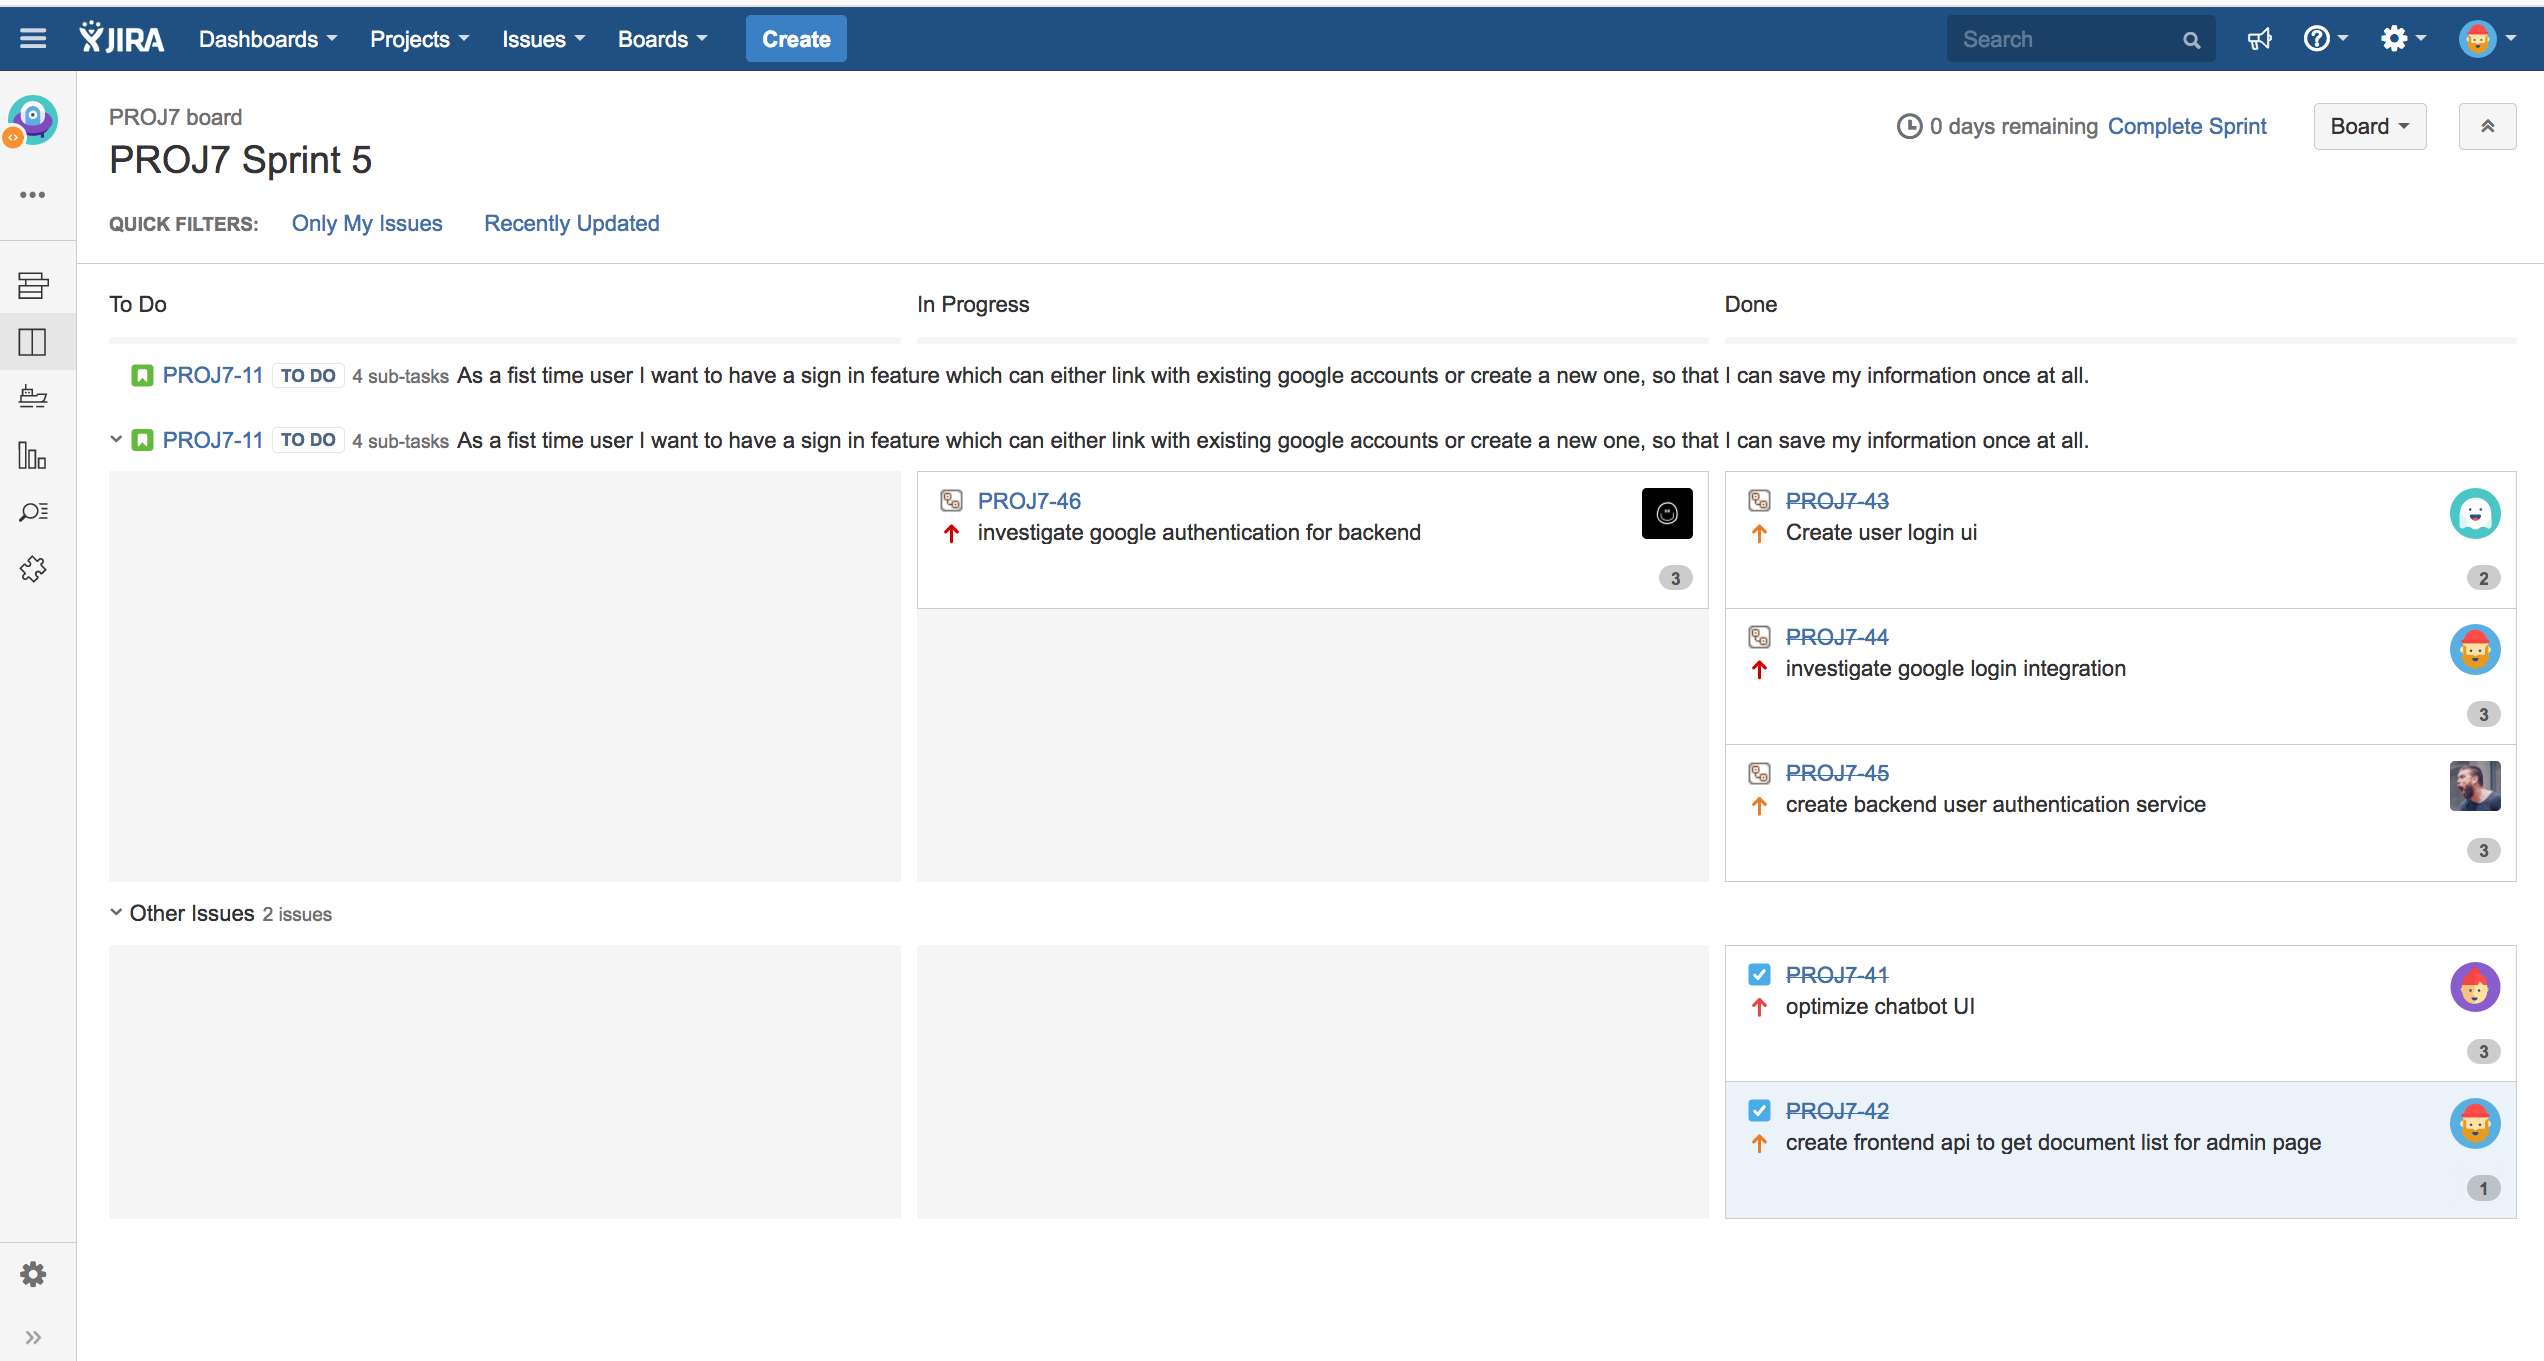 JIRA Dashboards Projects Issues Boards Create Search
PROJ7 board
PROJ7 Sprint 5
0 days remaining Complete Sprint Board
QUICK FILTERS: Only My Issues Recently Updated
To Do In Progress Done
PROJ7-11 TO DO 4 sub-tasks As a fist time user I want to have a sign in feature which can either link with existing google accounts or create a new one, so that I can save my information once at all.
PROJ7-11 TO DO 4 sub-tasks As a fist time user I want to have a sign in feature which can either link with existing google accounts or create a new one, so that I can save my information once at all.
PROJ7-46
investigate google authentication for backend
3
PROJ7-43
Create user login ui
2
PROJ7-44
investigate google login integration
3
PROJ7-45
create backend user authentication service
3
Other Issues 2 issues
PROJ7-41
optimize chatbot UI
3
PROJ7-42
create frontend api to get document list for admin page
1